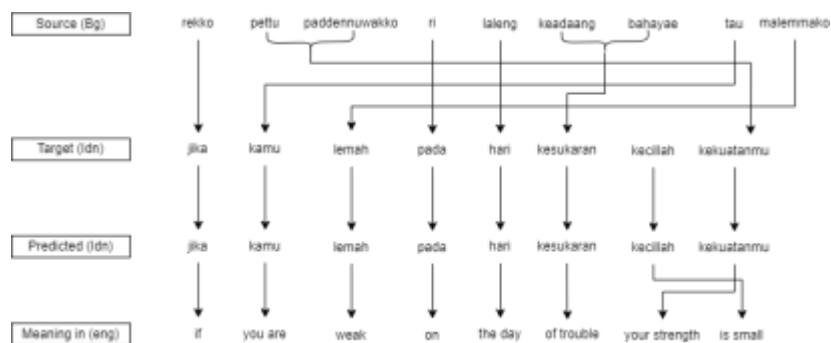 Source (Bg) rekko pettu paddennuwakko ri laleng keadaang bahayae tau malemmako
Target (Idn) jika kamu lemah pada hari kesukaran kecillah kekuatanmu
Predicted (Idn) jika kamu lemah pada hari kesukaran kecillah kekuatanmu
Meaning in (eng) if you are weak on the day of trouble your strength is small